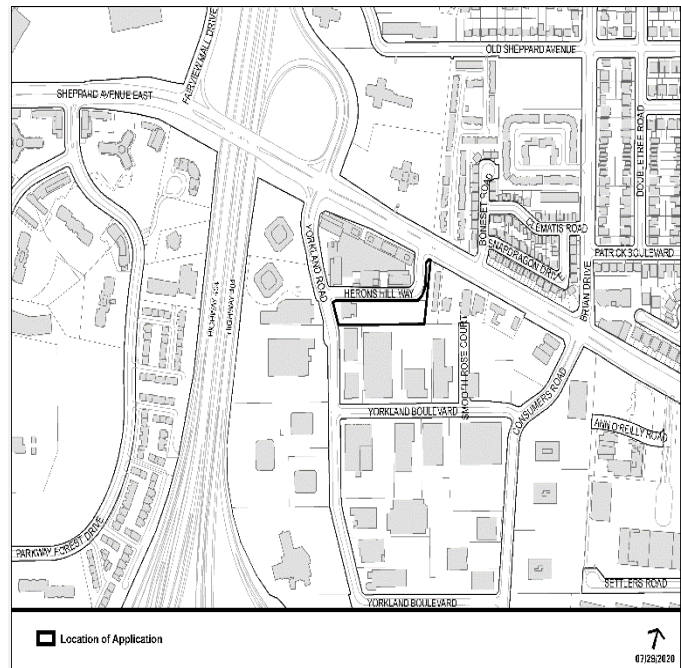 FAIRVIEW MALL DRIVE
OLD SHEPPARD AVENUE
SHEPPARD AVENUE EAST
DOUBLETREE ROAD
BONESET ROAD
CLEMATIS ROAD
SNAPDRAGON DRIVE
PATRICK BOULEVARD
YORKLAND ROAD
HERONS HILL WAY
BRIAN DRIVE
HIGHWAY 404
HIGHWAY 404
SMOOTH ROSE COURT
YORKLAND BOULEVARD
CONSUMERS ROAD
ANN O'REILLY ROAD
PARKWAY FOREST DRIVE
SETTLERS ROAD
YORKLAND BOULEVARD
Location of Application
07/29/2020